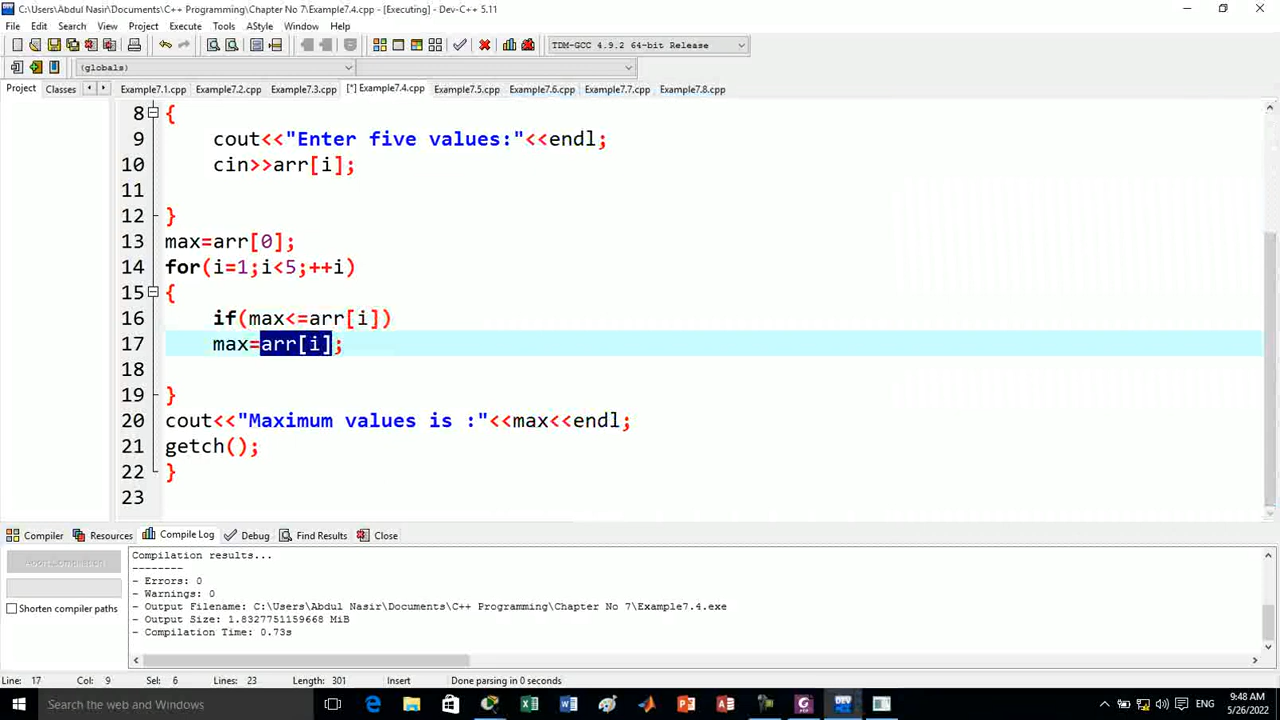 C:\Users\Abdul Nasir\Documents\C++ Programming\Chapter No 7\Example7.4.cpp - [Executing] - Dev-C++ 5.11
File Edit Search View Project Execute Tools AStyle Window Help
TDM-GCC 4.9.2 64-bit Release
(globals)
Project Classes Example7.1.cpp Example7.2.cpp Example7.3.cpp [*] Example7.4.cpp Example7.5.cpp Example7.6.cpp Example7.7.cpp Example7.8.cpp
8 {
9 cout<<"Enter five values:"<<endl;
10 cin>>arr[i];
11
12 }
13 max=arr[0];
14 for(i=1;i<5;++i)
15 {
16 if(max<=arr[i])
17 max=arr[i];
18
19 }
20 cout<<"Maximum values is :"<<max<<endl;
21 getch();
22 }
23
Compiler Resources Compile Log Debug Find Results Close
Abort Compilation
Shorten compiler paths
Compilation results...
--------
- Errors: 0
- Warnings: 0
- Output Filename: C:\Users\Abdul Nasir\Documents\C++ Programming\Chapter No 7\Example7.4.exe
- Output Size: 1.8327751159668 MiB
- Compilation Time: 0.73s
Line: 17 Col: 9 Sel: 6 Lines: 23 Length: 301 Insert Done parsing in 0 seconds
Search the web and Windows
DEV
ENG
9:48 AM
5/26/2022